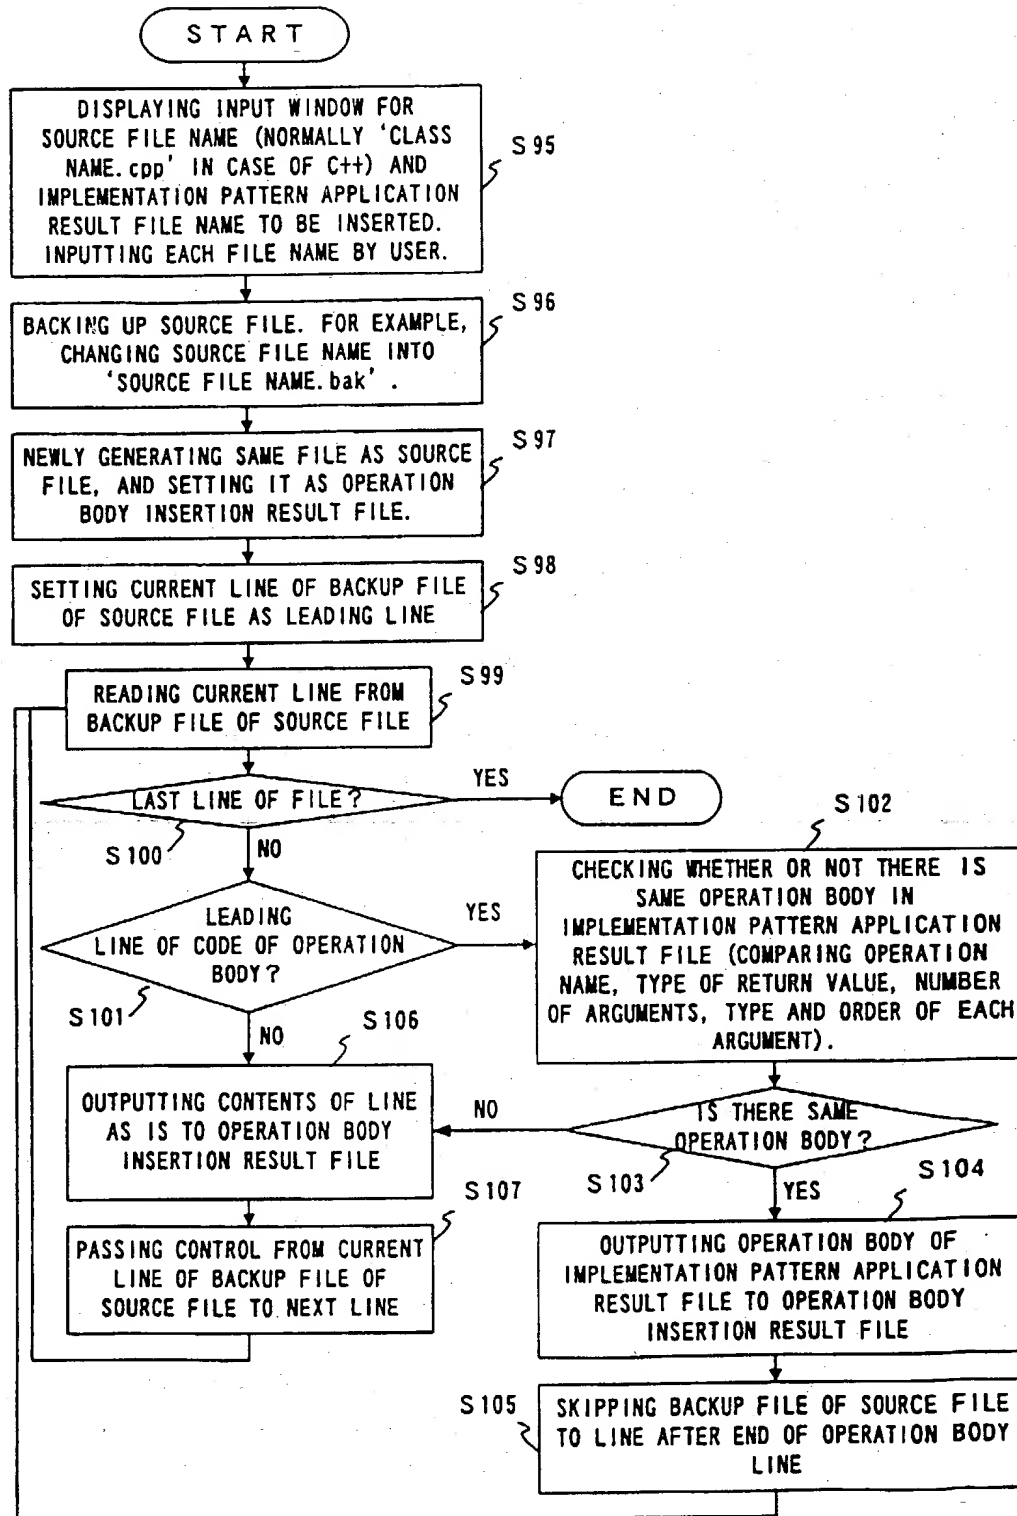 START
DISPLAYING INPUT WINDOW FOR
SOURCE FILE NAME (NORMALLY 'CLASS
NAME.cpp' IN CASE OF C++) AND
IMPLEMENTATION PATTERN APPLICATION
RESULT FILE NAME TO BE INSERTED.
INPUTTING EACH FILE NAME BY USER.
S95
BACKING UP SOURCE FILE. FOR EXAMPLE,
CHANGING SOURCE FILE NAME INTO
'SOURCE FILE NAME.bak' .
S96
NEWLY GENERATING SAME FILE AS SOURCE
FILE, AND SETTING IT AS OPERATION
BODY INSERTION RESULT FILE.
S97
SETTING CURRENT LINE OF BACKUP FILE
OF SOURCE FILE AS LEADING LINE
S98
READING CURRENT LINE FROM
BACKUP FILE OF SOURCE FILE
S99
LAST LINE OF FILE?
YES
END
S100
NO
LEADING
LINE OF CODE OF OPERATION
BODY?
YES
S101
NO
S102
CHECKING WHETHER OR NOT THERE IS
SAME OPERATION BODY IN
IMPLEMENTATION PATTERN APPLICATION
RESULT FILE (COMPARING OPERATION
NAME, TYPE OF RETURN VALUE, NUMBER
OF ARGUMENTS, TYPE AND ORDER OF EACH
ARGUMENT).
IS THERE SAME
OPERATION BODY?
NO
S103
YES
S106
OUTPUTTING CONTENTS OF LINE
AS IS TO OPERATION BODY
INSERTION RESULT FILE
S107
PASSING CONTROL FROM CURRENT
LINE OF BACKUP FILE OF
SOURCE FILE TO NEXT LINE
S104
OUTPUTTING OPERATION BODY OF
IMPLEMENTATION PATTERN APPLICATION
RESULT FILE TO OPERATION BODY
INSERTION RESULT FILE
S105
SKIPPING BACKUP FILE OF SOURCE FILE
TO LINE AFTER END OF OPERATION BODY
LINE